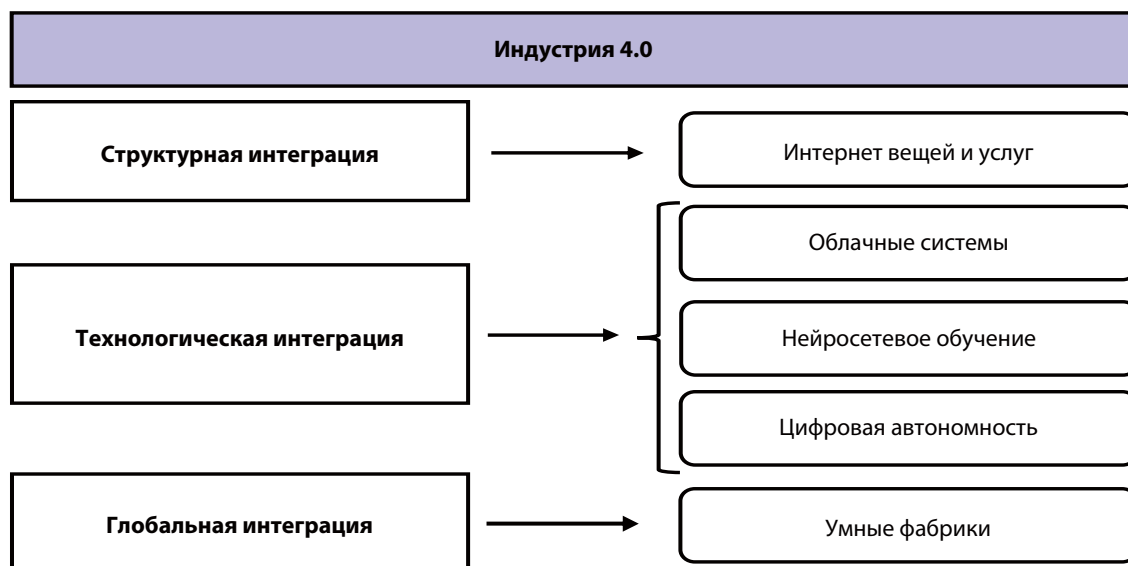 Индустрия 4.0
Структурная интеграция
Интернет вещей и услуг
Облачные системы
Технологическая интеграция
Нейросетевое обучение
Цифровая автономность
Глобальная интеграция
Умные фабрики